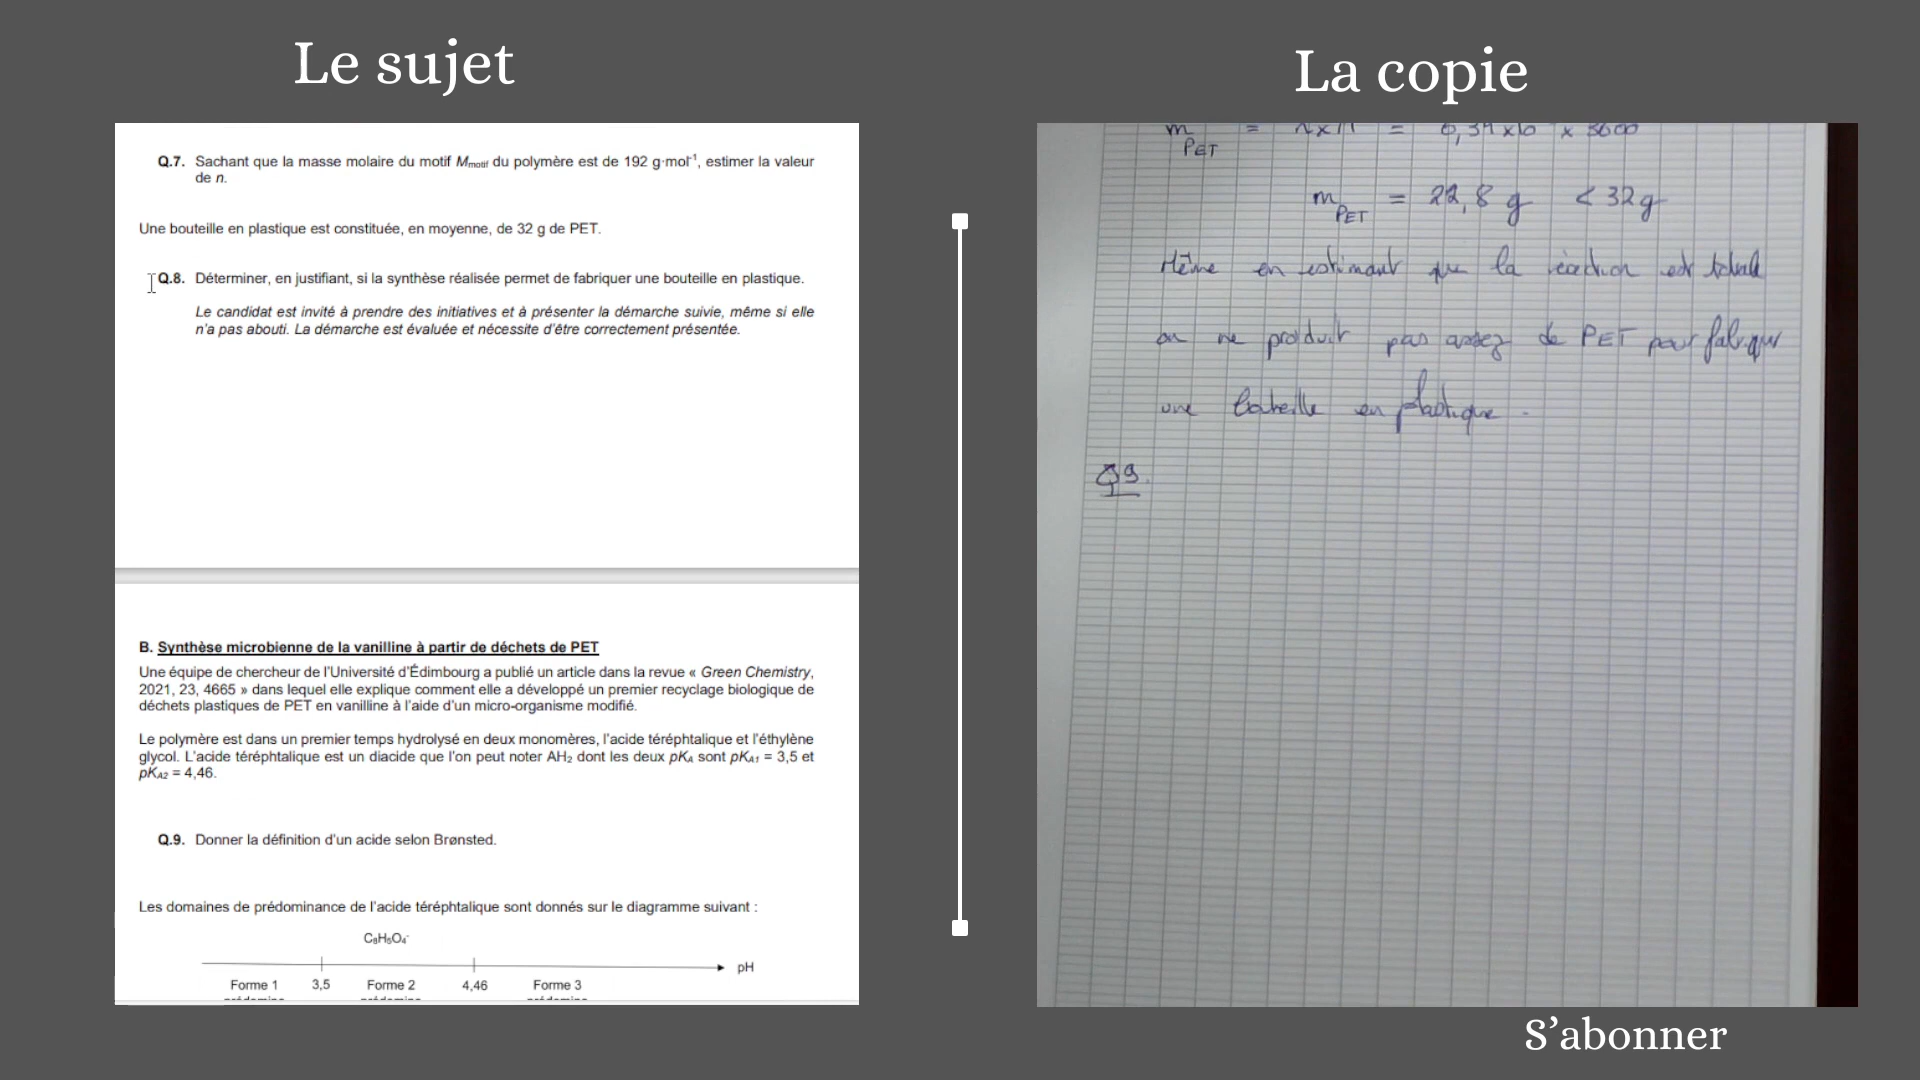 Le sujet
Q.7. Sachant que la masse molaire du motif Mmotif du polymère est de 192 g·mol⁻¹, estimer la valeur
de n.
Une bouteille en plastique est constituée, en moyenne, de 32 g de PET.
Q.8. Déterminer, en justifiant, si la synthèse réalisée permet de fabriquer une bouteille en plastique.
Le candidat est invité à prendre des initiatives et à présenter la démarche suivie, même si elle
n'a pas abouti. La démarche est évaluée et nécessite d'être correctement présentée.
B. Synthèse microbienne de la vanilline à partir de déchets de PET
Une équipe de chercheur de l'Université d'Édimbourg a publié un article dans la revue « Green Chemistry,
2021, 23, 4665 » dans lequel elle explique comment elle a développé un premier recyclage biologique de
déchets plastiques de PET en vanilline à l'aide d'un micro-organisme modifié.
Le polymère est dans un premier temps hydrolysé en deux monomères, l'acide téréphtalique et l'éthylène
glycol. L'acide téréphtalique est un diacide que l'on peut noter AH₂ dont les deux pKA sont pKA1 = 3,5 et
pKA2 = 4,46.
Q.9. Donner la définition d'un acide selon Brønsted.
Les domaines de prédominance de l'acide téréphtalique sont donnés sur le diagramme suivant :
C₈H₅O₄⁻
pH
Forme 1 3,5 Forme 2 4,46 Forme 3
prédomine prédomine prédomine
La copie
m PET = n x M =
m PET = 22,8 g < 32g
Même en estimant que la réaction est totale
on ne produit pas assez de PET pour fabriquer
une bouteille en plastique.
Q9.
S'abonner